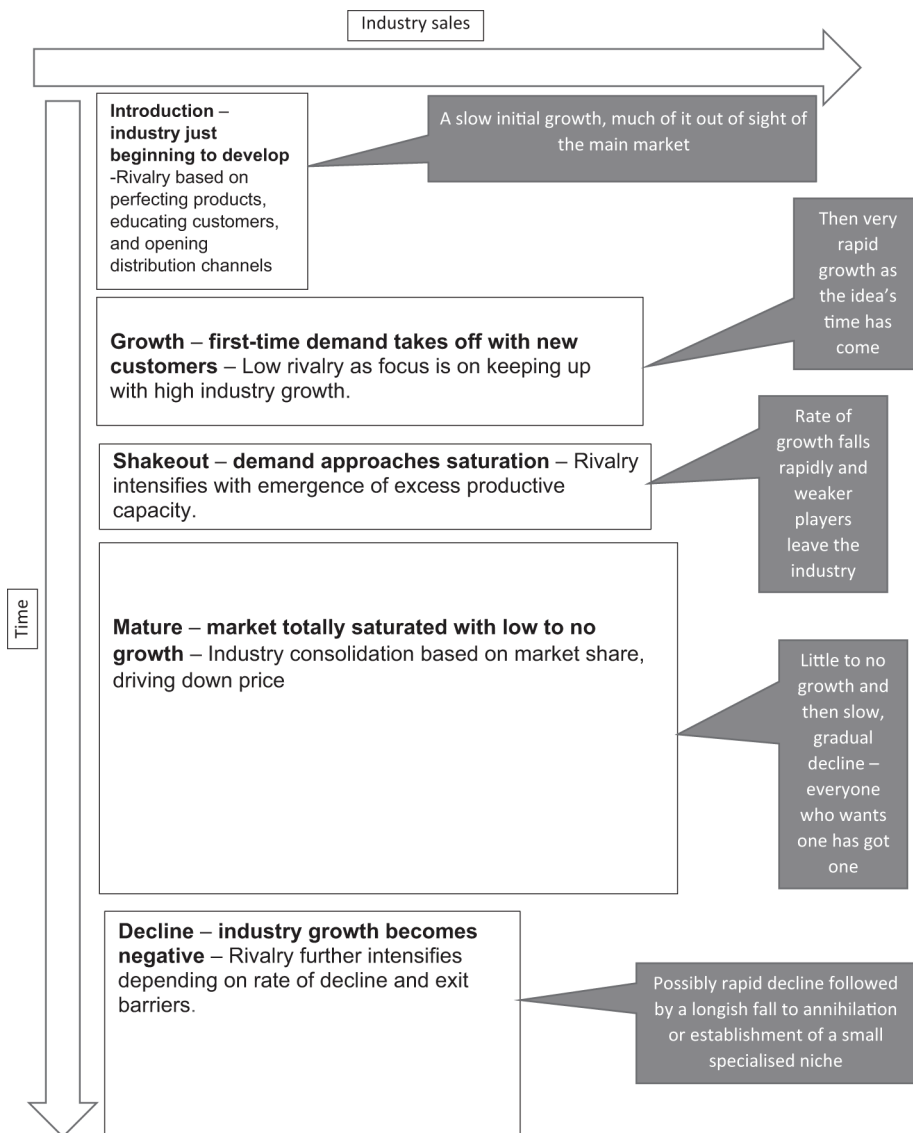 Industry sales
Introduction –
industry just
beginning to develop
-Rivalry based on
perfecting products,
educating customers,
and opening
distribution channels
A slow initial growth, much of it out of sight of
the main market
Then very
rapid
growth as
the idea's
time has
come
Growth – first-time demand takes off with new
customers – Low rivalry as focus is on keeping up
with high industry growth.
Rate of
growth falls
rapidly and
weaker
players
leave the
industry
Shakeout – demand approaches saturation – Rivalry
intensifies with emergence of excess productive
capacity.
Time
Mature – market totally saturated with low to no
growth – Industry consolidation based on market share,
driving down price
Little to no
growth and
then slow,
gradual
decline –
everyone
who wants
one has got
one
Decline – industry growth becomes
negative – Rivalry further intensifies
depending on rate of decline and exit
barriers.
Possibly rapid decline followed
by a longish fall to annihilation
or establishment of a small
specialised niche